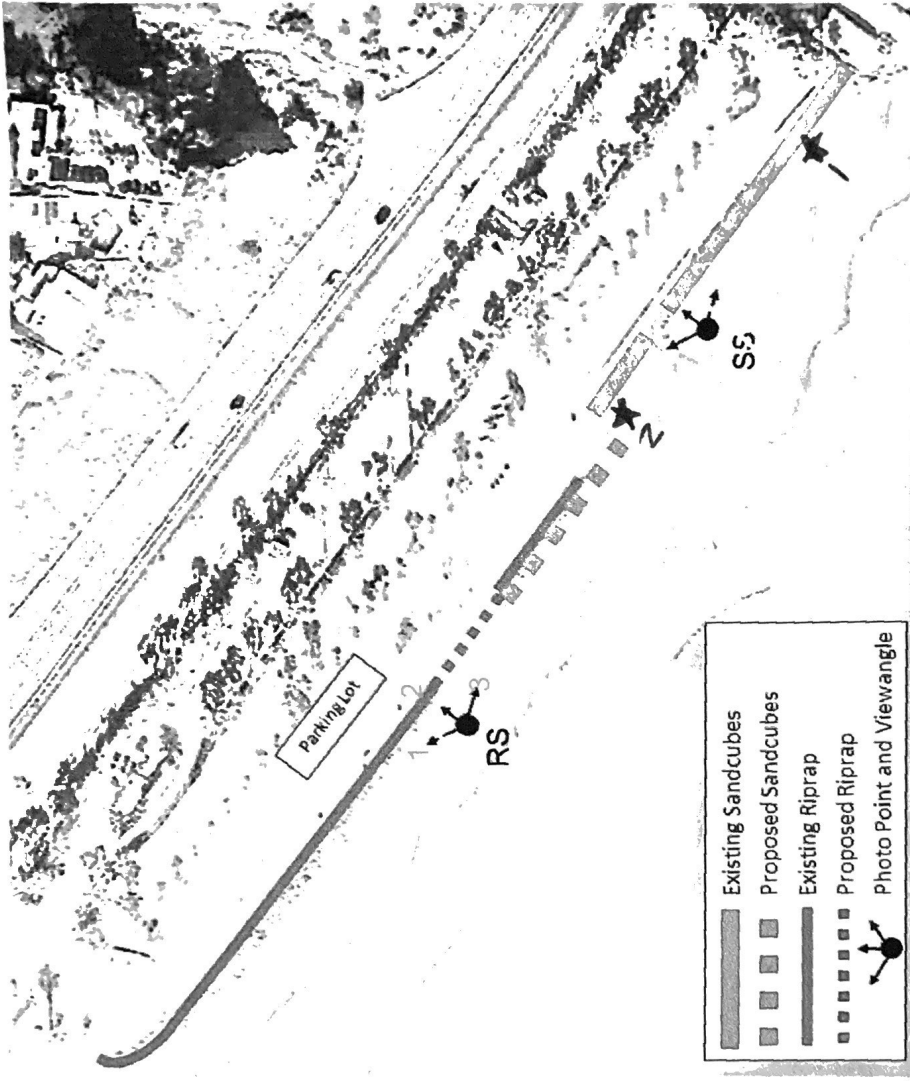 Parking Lot
1
2
3
RS
SS
2
Existing Sandcubes
Proposed Sandcubes
Existing Riprap
Proposed Riprap
Photo Point and Viewangle